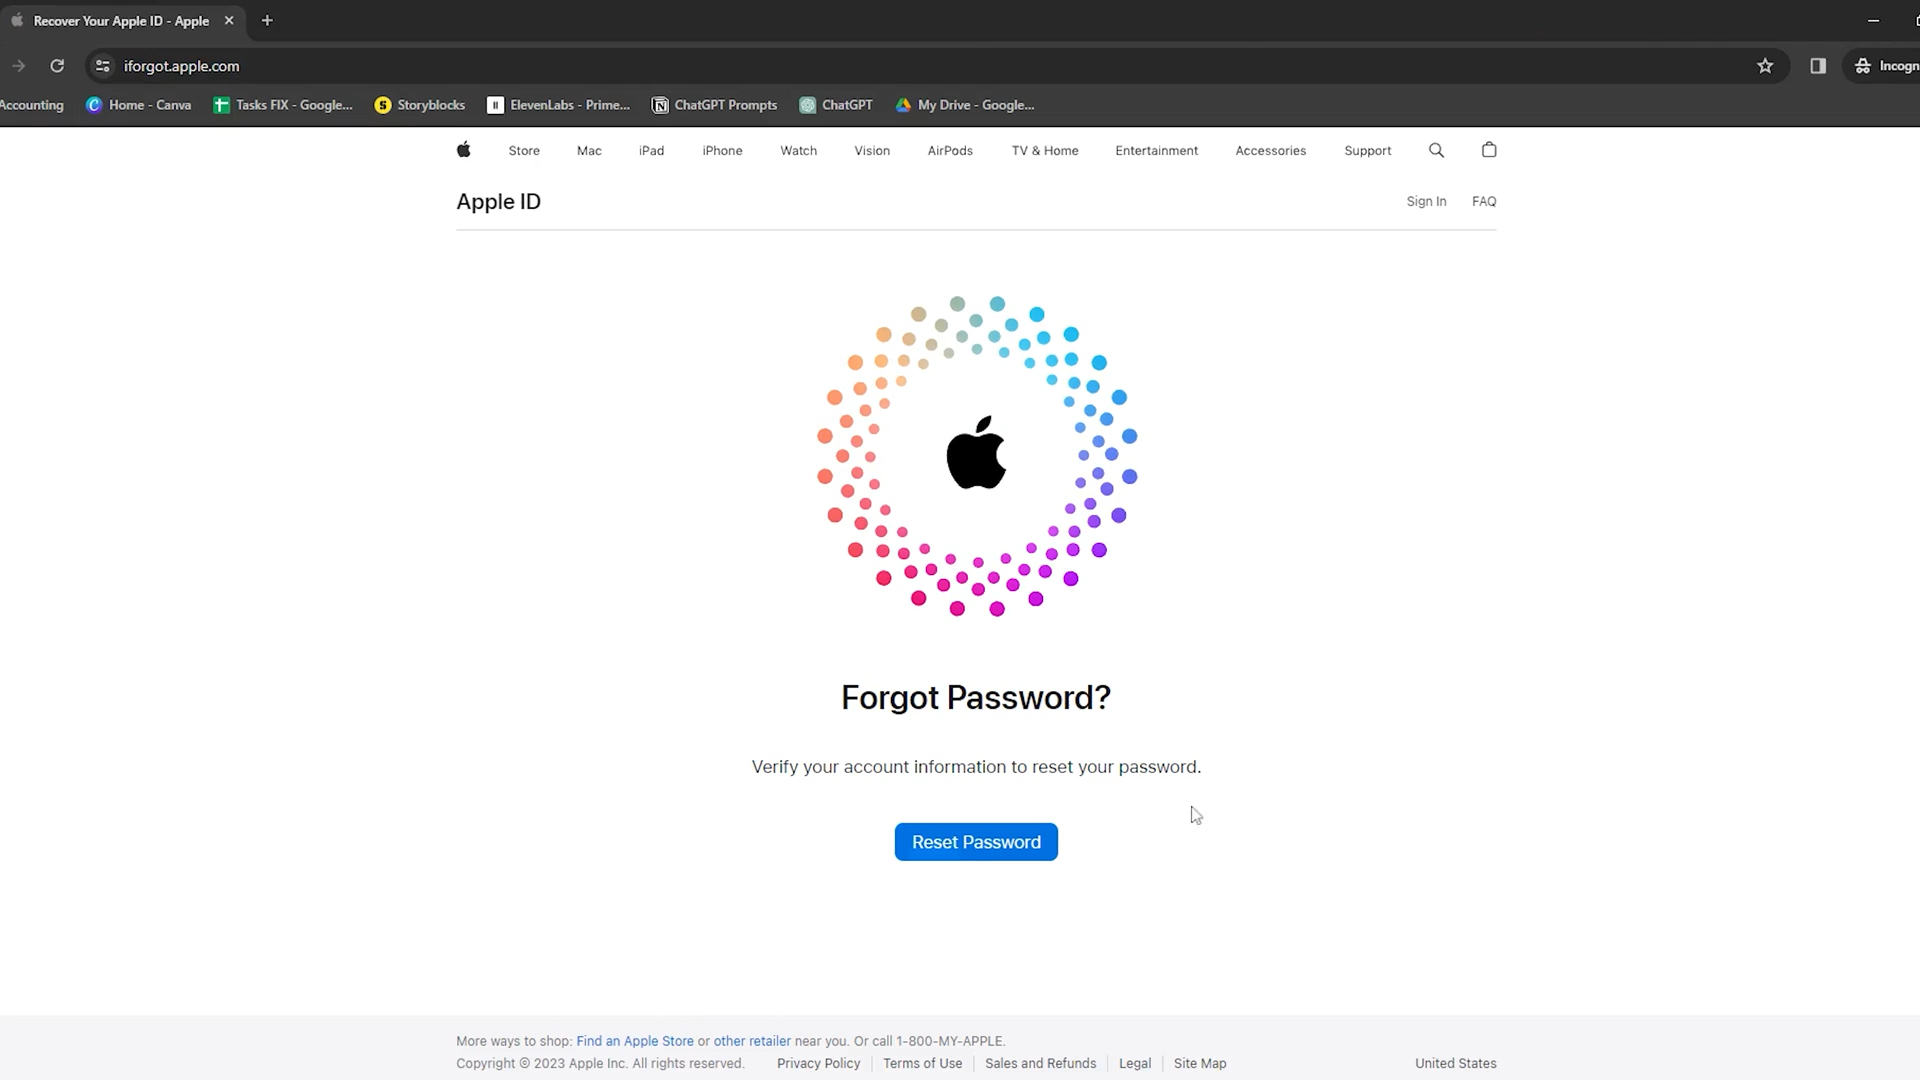 Recover Your Apple ID - Apple
iforgot.apple.com
Incogn
Accounting
Home - Canva
Tasks FIX - Google...
Storyblocks
ElevenLabs - Prime...
ChatGPT Prompts
ChatGPT
My Drive - Google...
Store Mac iPad iPhone Watch Vision AirPods TV & Home Entertainment Accessories Support
Apple ID
Sign In FAQ
Forgot Password?
Verify your account information to reset your password.
Reset Password
More ways to shop: Find an Apple Store or other retailer near you. Or call 1-800-MY-APPLE.
Copyright © 2023 Apple Inc. All rights reserved. Privacy Policy Terms of Use Sales and Refunds Legal Site Map United States